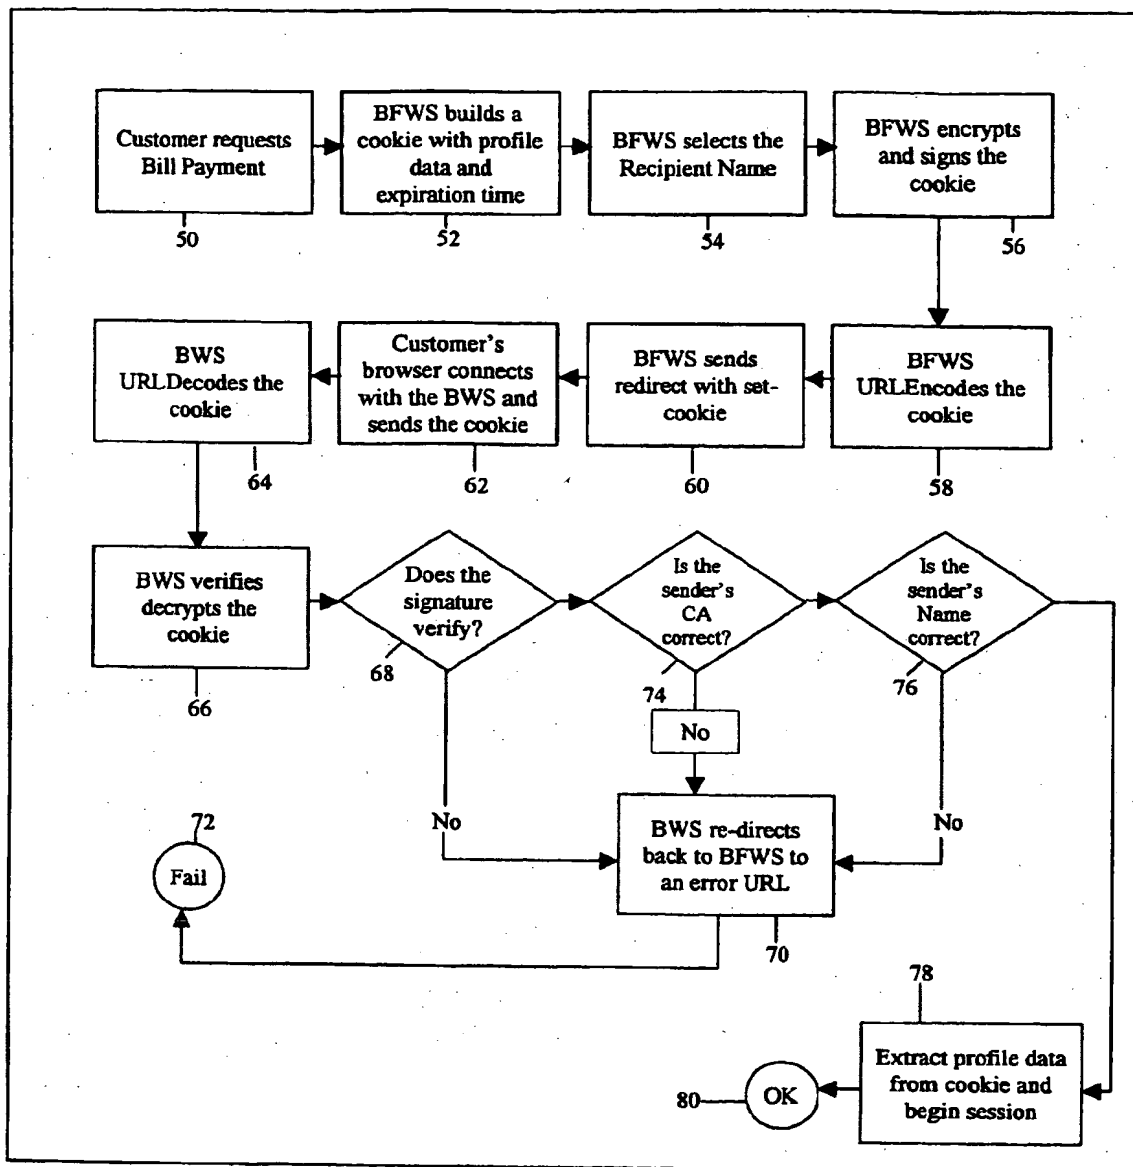 Customer requests
Bill Payment
50
BFWS builds a
cookie with profile
data and
expiration time
52
BFWS selects the
Recipient Name
54
BFWS encrypts
and signs the
cookie
56
BFWS
URLEncodes the
cookie
58
BFWS sends
redirect with set-
cookie
60
Customer's
browser connects
with the BWS and
sends the cookie
62
BWS
URLDecodes the
cookie
64
BWS verifies
decrypts the
cookie
66
Does the
signature
verify?
68
No
Is the
sender's
CA
correct?
74
No
Is the
sender's
Name
correct?
76
No
BWS re-directs
back to BFWS to
an error URL
70
72
Fail
78
Extract profile data
from cookie and
begin session
80
OK